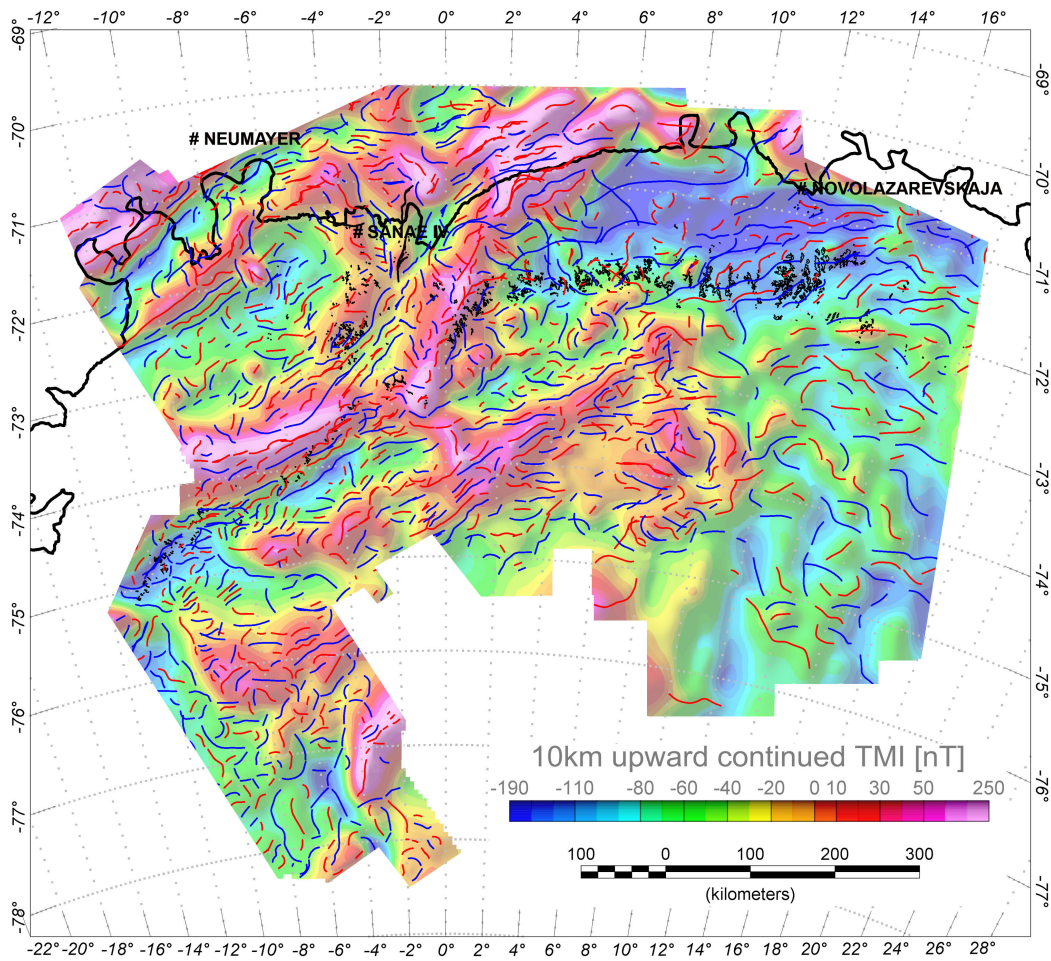 -12° -10° -8° -6° -4° -2° 0° 2° 4° 6° 8° 10° 12° 14° 16°
-69°
-69°
-70°
-70°
-71°
-71°
-72°
-72°
-73°
-73°
-74°
-74°
-75°
-75°
-76°
-76°
-77°
-77°
-78°
# NEUMAYER
# NOVOLAZAREVSKAJA
# SANAE IV
10km upward continued TMI [nT]
-190 -110 -80 -60 -40 -20 0 10 30 50 250
100 0 100 200 300
(kilometers)
-22° -20° -18° -16° -14° -12° -10° -8° -6° -4° -2° 0 2° 4° 6° 8° 10° 12° 14° 16° 18° 20° 22° 24° 26° 28°